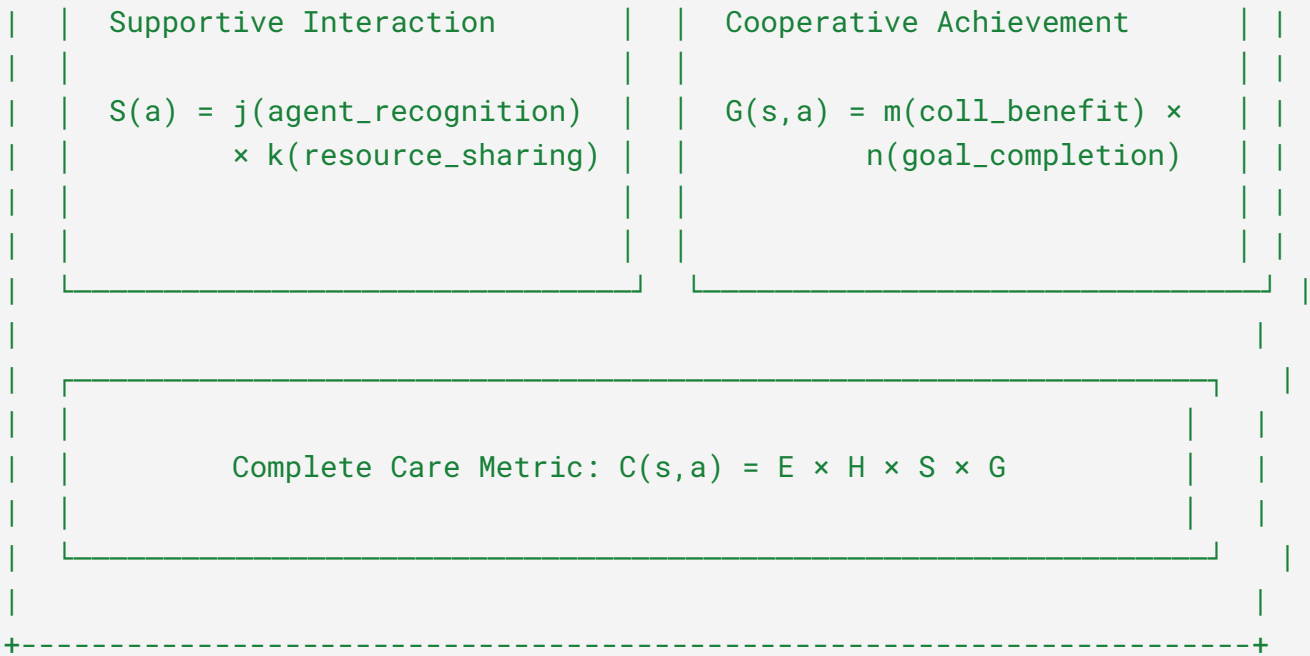 Supportive Interaction Cooperative Achievement
S(a) = j(agent_recognition) G(s,a) = m(coll_benefit) ×
× k(resource_sharing) n(goal_completion)
Complete Care Metric: C(s,a) = E × H × S × G